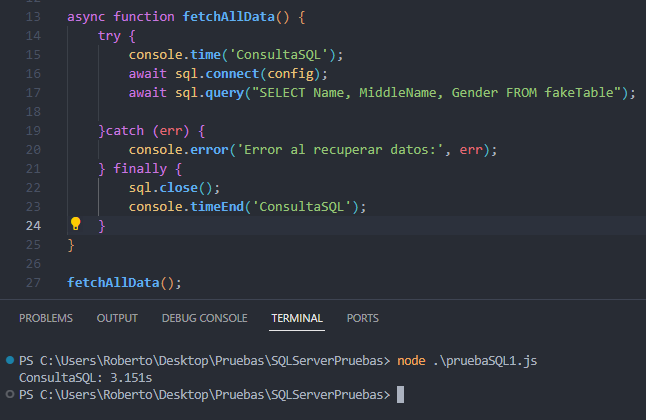 13 async function fetchAllData() {
14 try {
15 console.time('ConsultaSQL');
16 await sql.connect(config);
17 await sql.query("SELECT Name, MiddleName, Gender FROM fakeTable");
18
19 }catch (err) {
20 console.error('Error al recuperar datos:', err);
21 } finally {
22 sql.close();
23 console.timeEnd('ConsultaSQL');
24 }
25 }
26
27 fetchAllData();
PROBLEMS OUTPUT DEBUG CONSOLE TERMINAL PORTS
PS C:\Users\Roberto\Desktop\Pruebas\SQLServerPruebas> node .\pruebaSQL1.js
ConsultaSQL: 3.151s
PS C:\Users\Roberto\Desktop\Pruebas\SQLServerPruebas>